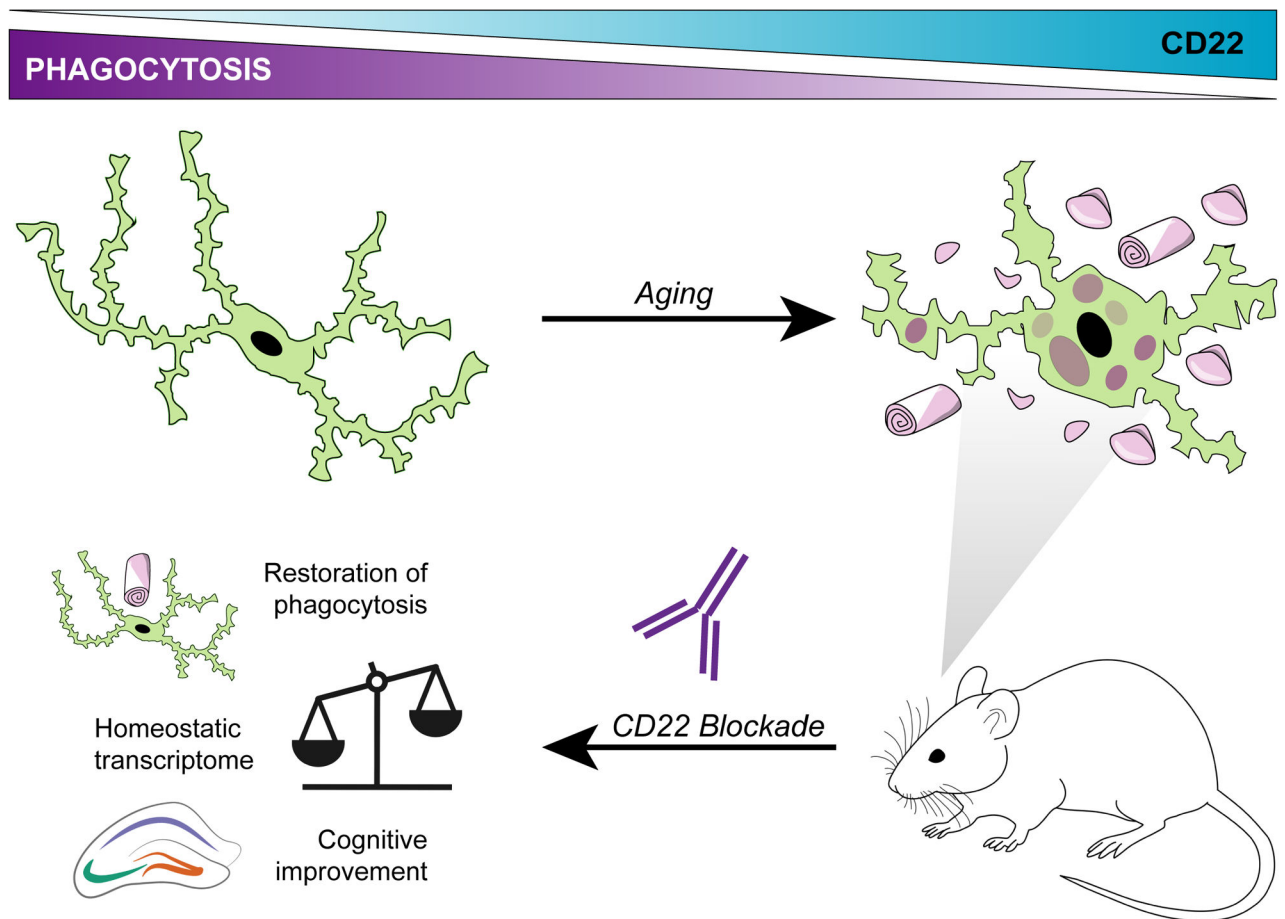 CD22
PHAGOCYTOSIS
Aging
Restoration of
phagocytosis
CD22 Blockade
Homeostatic
transcriptome
Cognitive
improvement